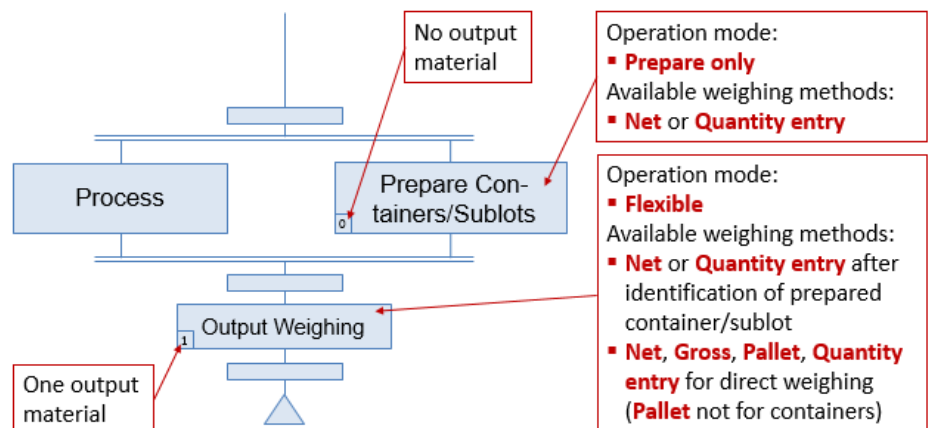 No output
material
Operation mode:
▪ Prepare only
Available weighing methods:
▪ Net or Quantity entry
Process
Prepare Con-
tainers/Sublots
0
Operation mode:
▪ Flexible
Available weighing methods:
▪ Net or Quantity entry after
identification of prepared
container/sublot
▪ Net, Gross, Pallet, Quantity
entry for direct weighing
(Pallet not for containers)
Output Weighing
1
One output
material